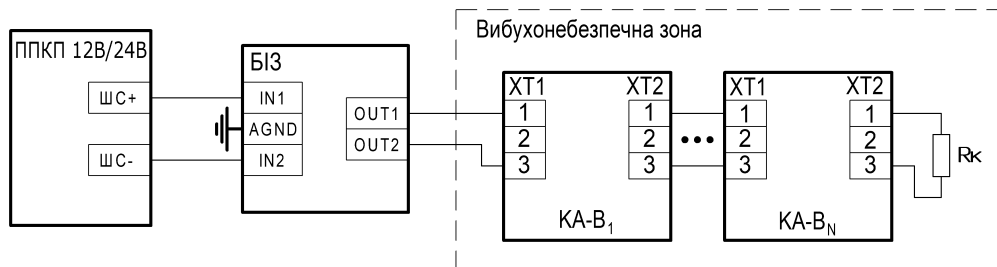 Вибухонебезпечна зона
ППКП 12В/24В
ШС+
ШС-
БІЗ
IN1
AGND
IN2
OUT1
OUT2
XT1
1
2
3
XT2
1
2
3
КА-В1
XT1
1
2
3
XT2
1
2
3
КА-ВN
Rк